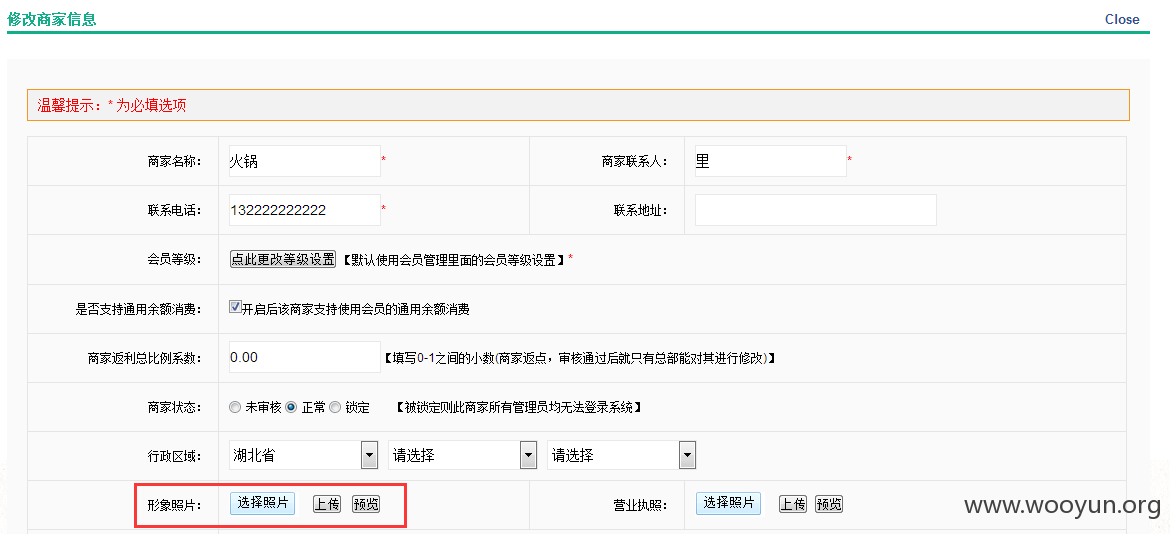 修改商家信息 Close
温馨提示：* 为必填选项
商家名称： 火锅 * 商家联系人： 里 *
联系电话： 132222222222 * 联系地址：
会员等级： 点此更改等级设置 【默认使用会员管理里面的会员等级设置】*
是否支持通用余额消费： 开启后该商家支持使用会员的通用余额消费
商家返利总比例系数： 0.00 【填写0-1之间的小数(商家返点，审核通过后就只有总部能对其进行修改)】
商家状态： 未审核 正常 锁定 【被锁定则此商家所有管理员均无法登录系统】
行政区域： 湖北省 请选择 请选择
形象照片： 选择照片 上传 预览 营业执照： 选择照片 上传 预览
www.wooyun.org